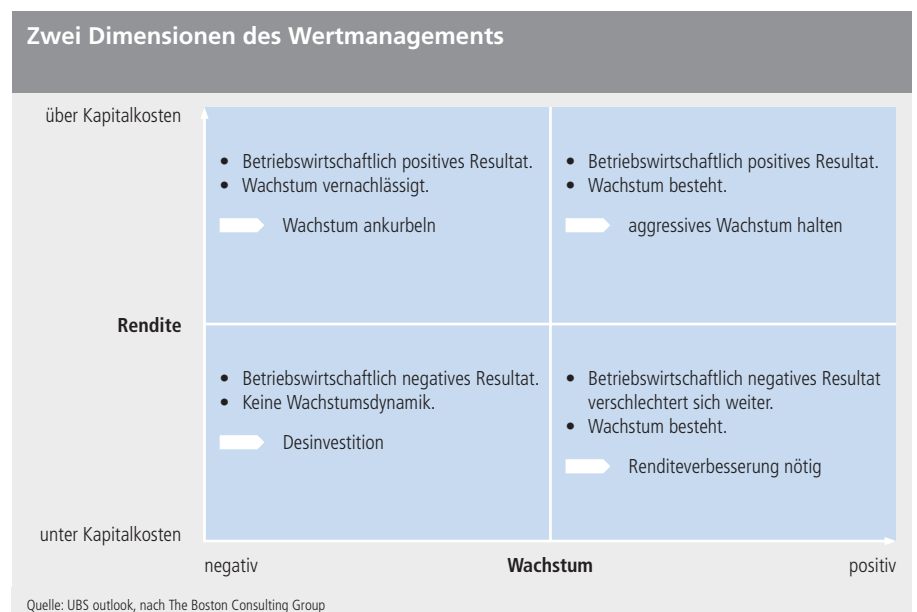 Zwei Dimensionen des Wertmanagements
über Kapitalkosten
• Betriebswirtschaftlich positives Resultat.
• Wachstum vernachlässigt.
Wachstum ankurbeln
• Betriebswirtschaftlich positives Resultat.
• Wachstum besteht.
aggressives Wachstum halten
Rendite
• Betriebswirtschaftlich negatives Resultat.
• Keine Wachstumsdynamik.
Desinvestition
• Betriebswirtschaftlich negatives Resultat
verschlechtert sich weiter.
• Wachstum besteht.
Renditeverbesserung nötig
unter Kapitalkosten
negativ
Wachstum
positiv
Quelle: UBS outlook, nach The Boston Consulting Group